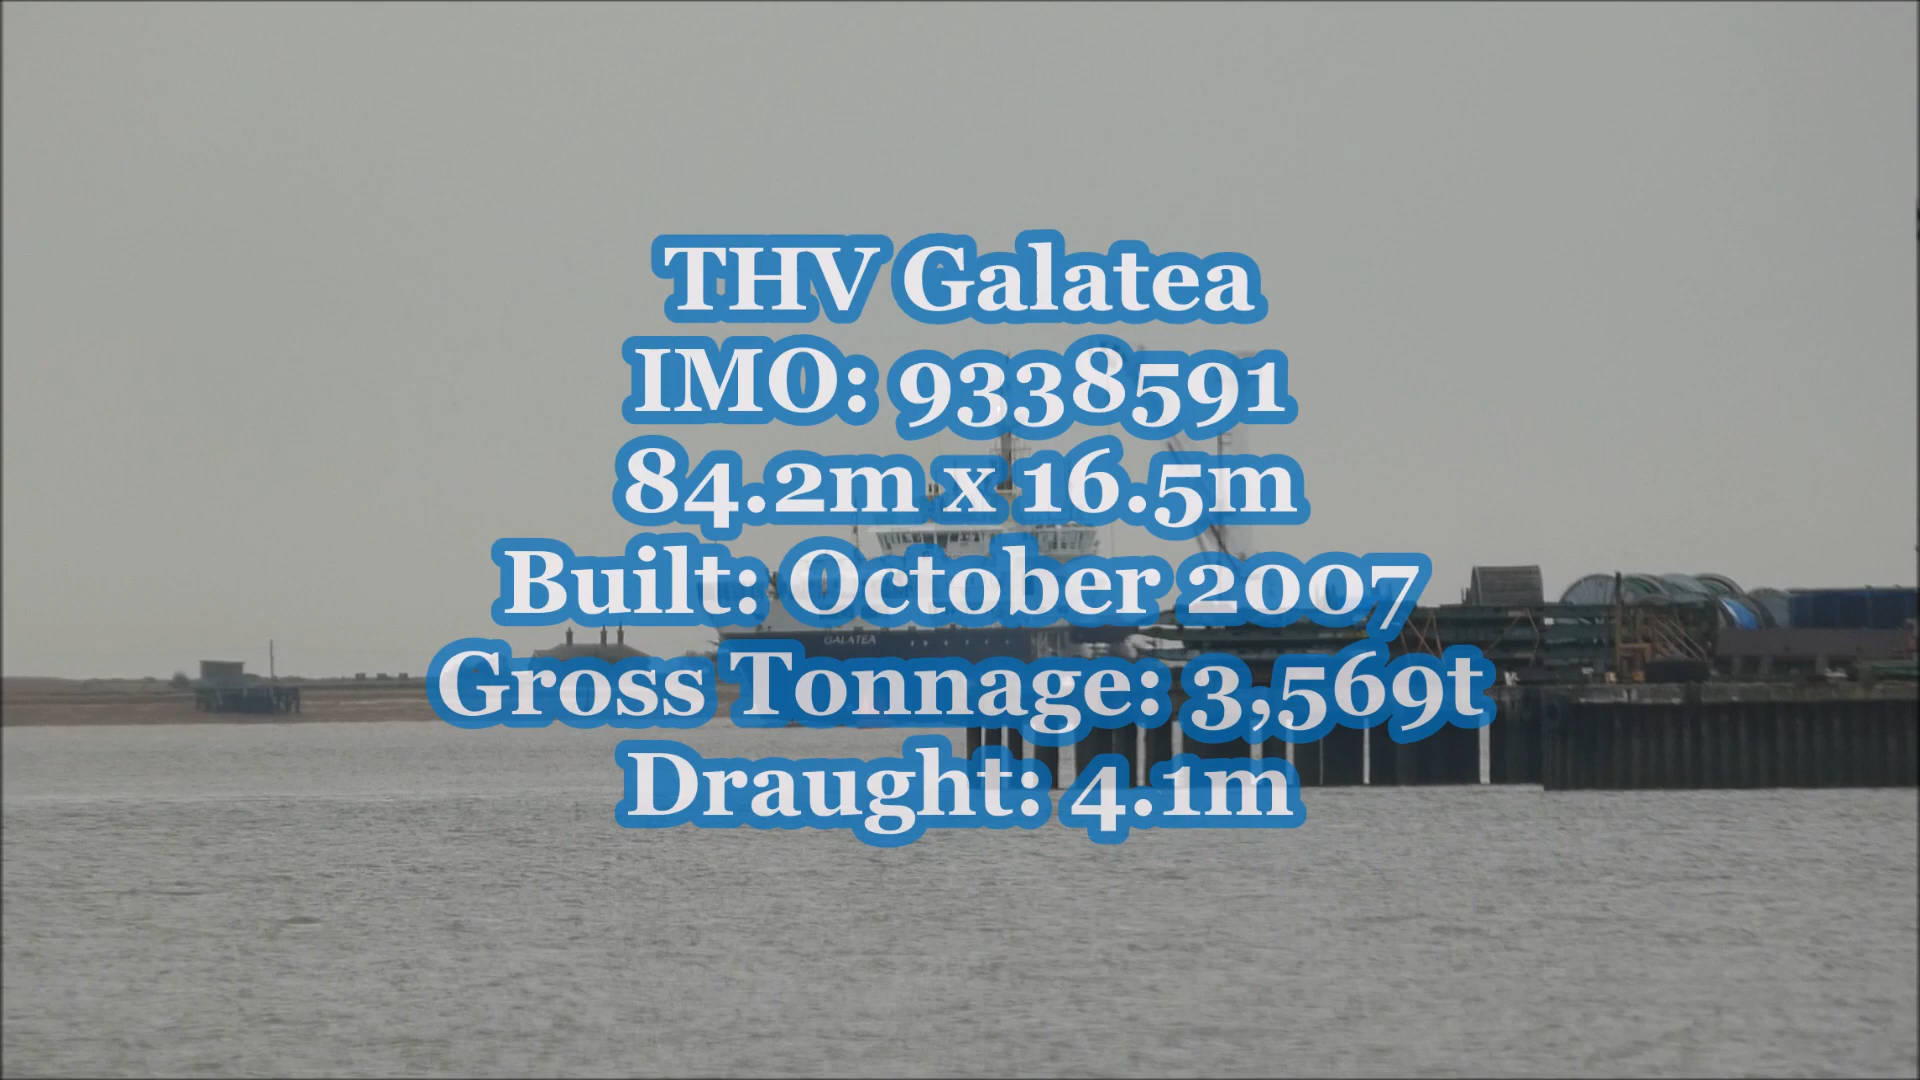 THV Galatea
IMO: 9338591
84.2m x 16.5m
Built: October 2007
GALATEA
Gross Tonnage: 3,569t
Draught: 4.1m